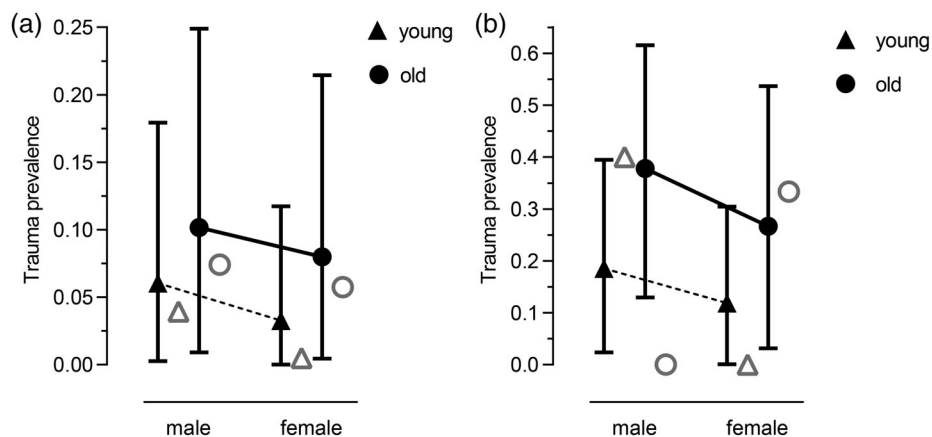 (a)
Trauma prevalence
0.25
0.20
0.15
0.10
0.05
0.00
male female
young
old
(b)
Trauma prevalence
0.6
0.5
0.4
0.3
0.2
0.1
0.0
male female
young
old